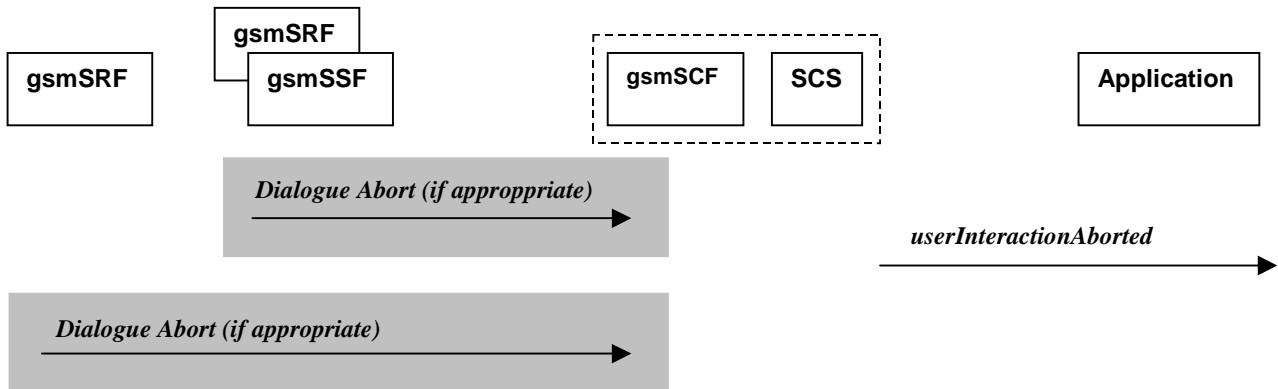 gsmSRF
gsmSRF
gsmSSF
gsmSCF
SCS
Application
Dialogue Abort (if approppriate)
userInteractionAborted
Dialogue Abort (if appropriate)